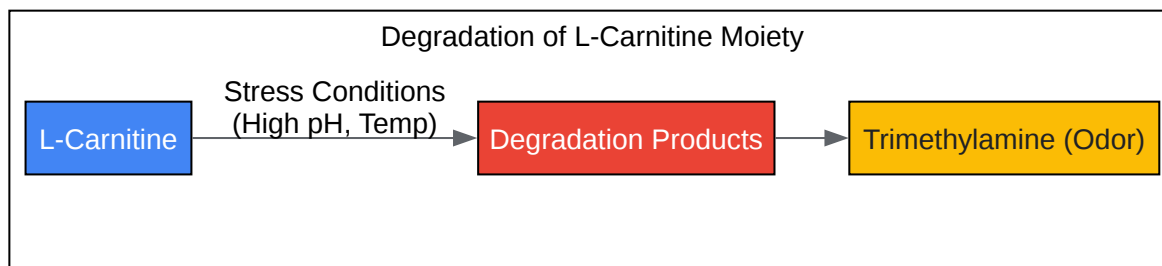 Degradation of L-Carnitine Moiety
L-Carnitine
Stress Conditions
(High pH, Temp)
Degradation Products
Trimethylamine (Odor)